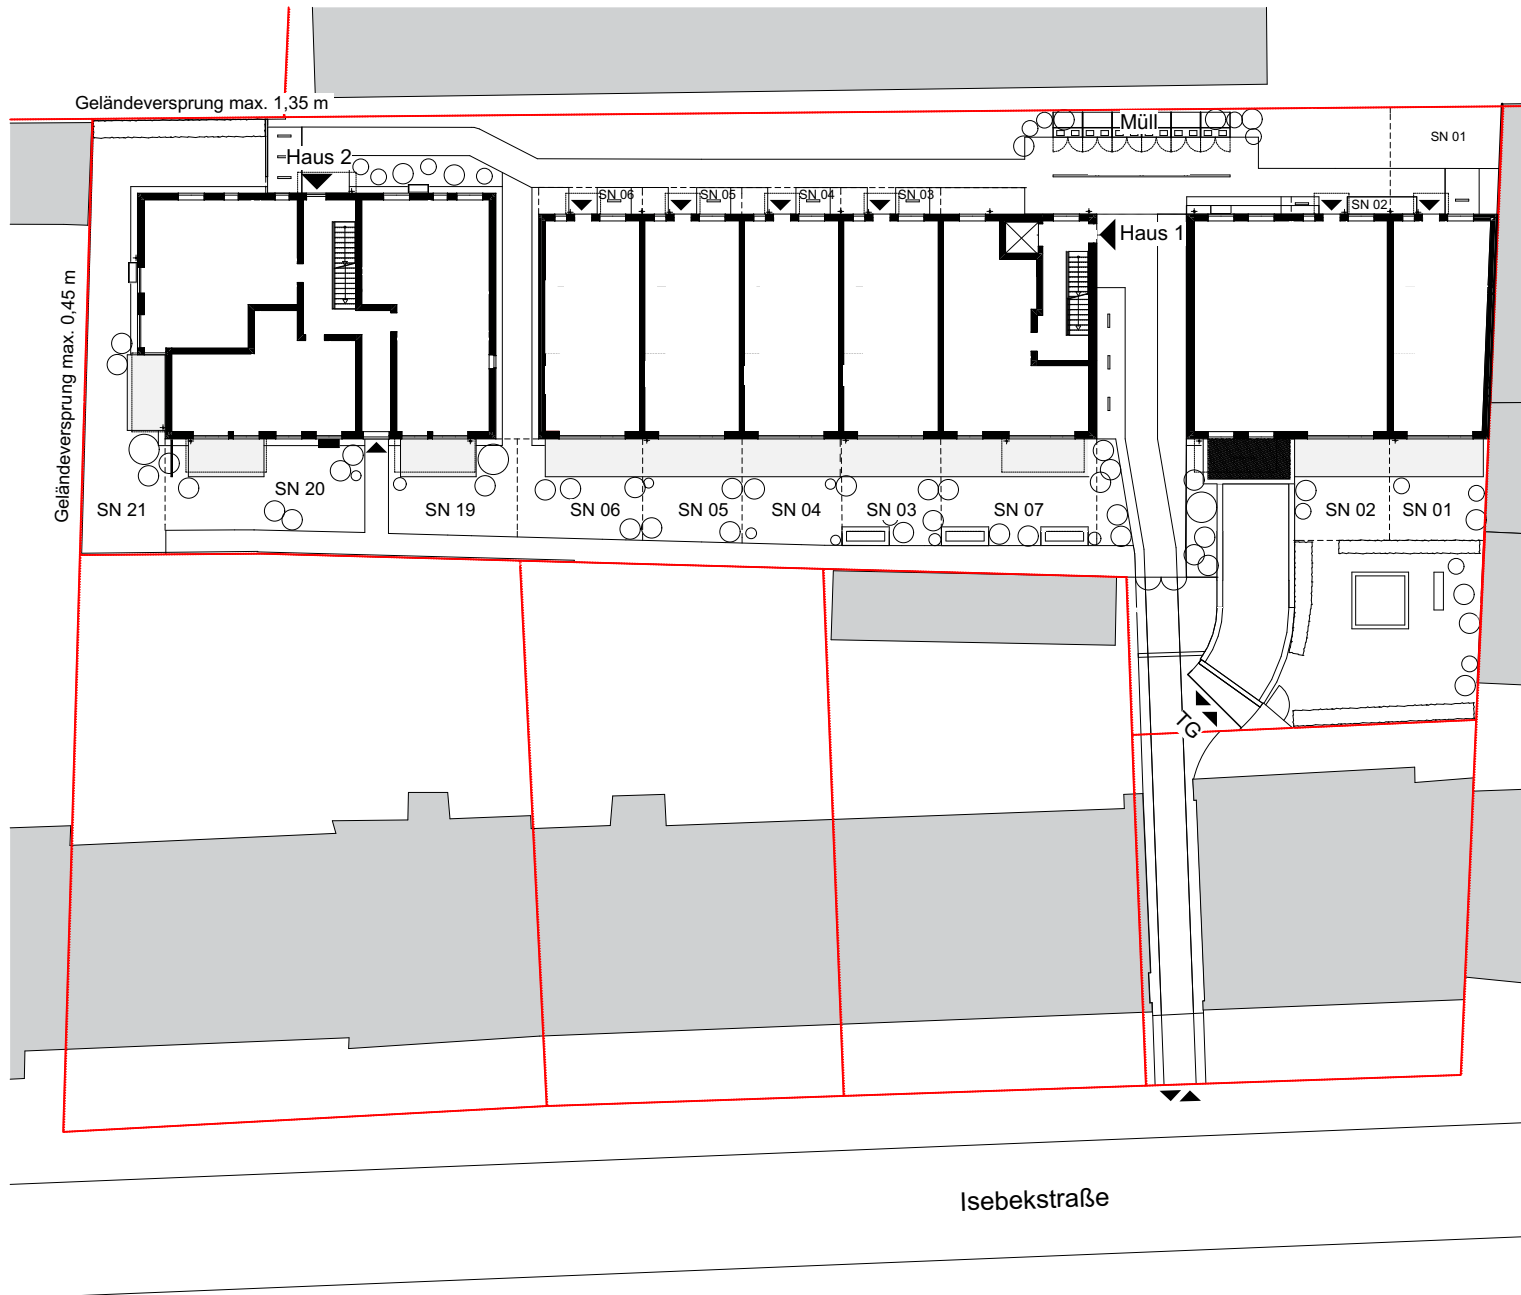 Geländeversprung max. 1,35 m
Müll
SN 01
Haus 2
SN 06
SN 05
SN 04
SN 03
SN 02
Haus 1
Geländeversprung max. 0,45 m
SN 21
SN 20
SN 19
SN 06
SN 05
SN 04
SN 03
SN 07
SN 02
SN 01
TG
Isebekstraße